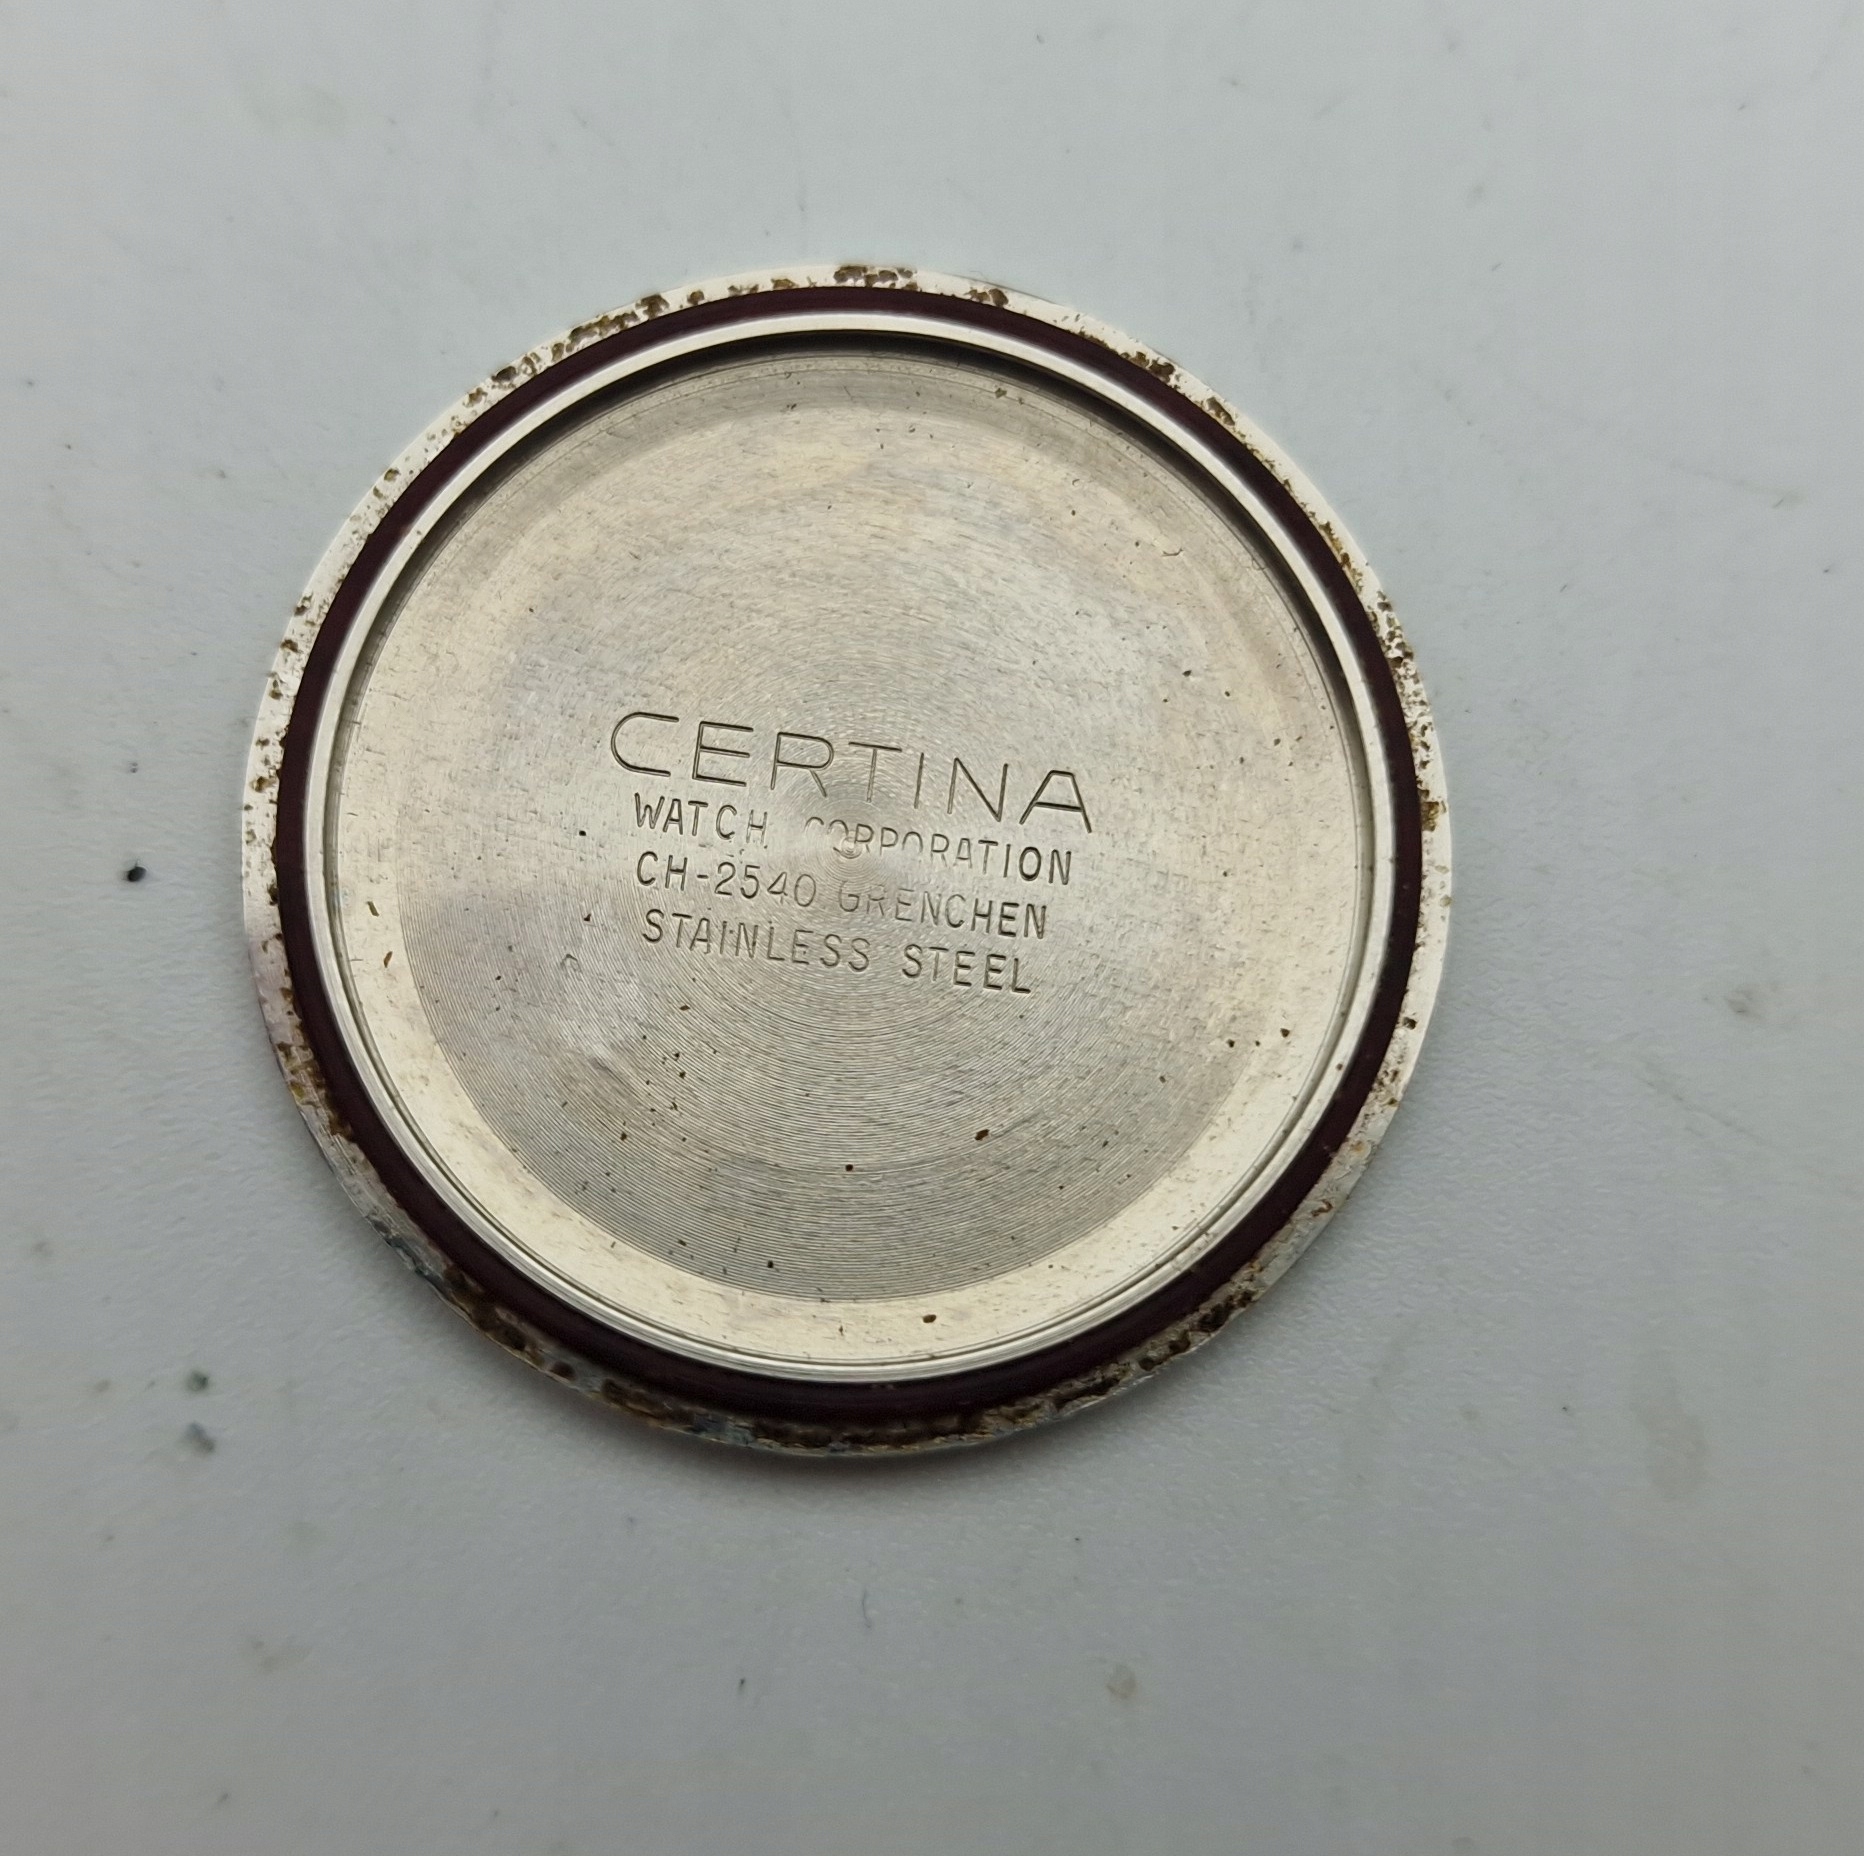 CERTINA
WATCH CORPORATION
CH-2540 GRENCHEN
STAINLESS STEEL